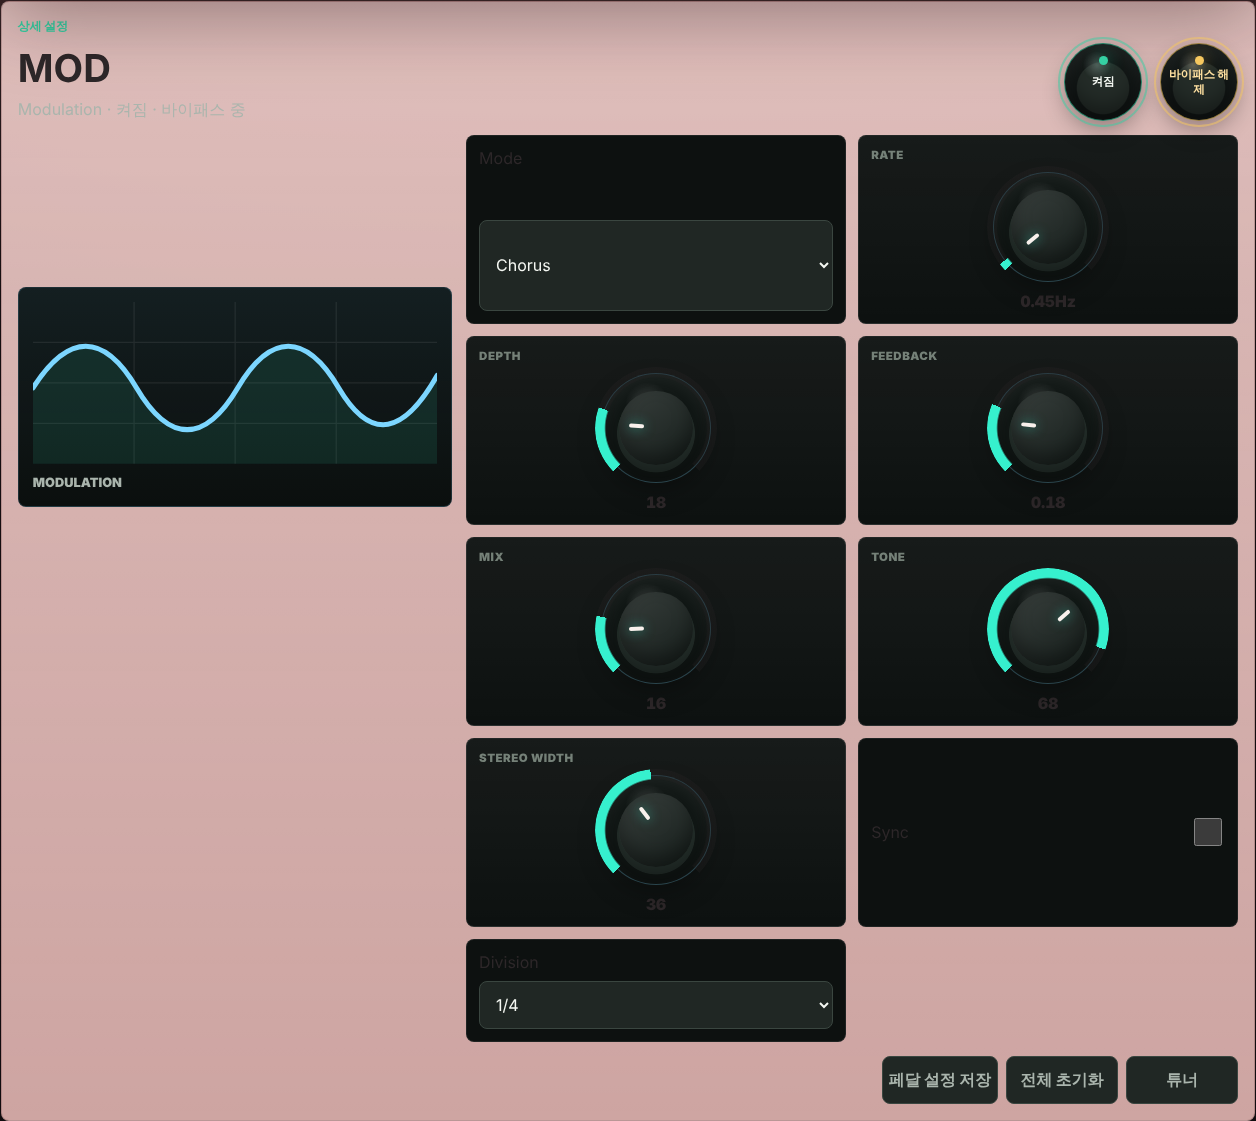 상세 설정
MOD
Modulation · 켜짐 · 바이패스 중
켜짐
바이패스 해
제
Mode
Chorus
RATE
0.45Hz
MODULATION
DEPTH
18
FEEDBACK
0.18
MIX
16
TONE
68
STEREO WIDTH
36
Sync
Division
1/4
페달 설정 저장
전체 초기화
튜너